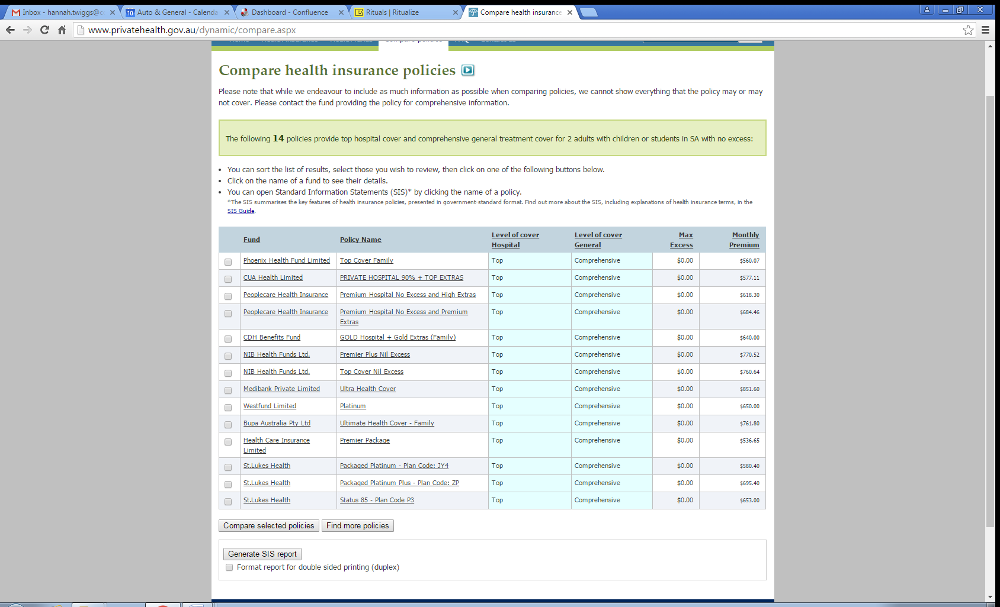 Inbox - hannah.twiggs@c
Auto & General - Calenda
Dashboard - Confluence
Rituals | Ritualize
Compare health insurance
www.privatehealth.gov.au/dynamic/compare.aspx
Compare policies
Compare health insurance policies
Please note that while we endeavour to include as much information as possible when comparing policies, we cannot show everything that the policy may or may
not cover. Please contact the fund providing the policy for comprehensive information.
The following 14 policies provide top hospital cover and comprehensive general treatment cover for 2 adults with children or students in SA with no excess:
• You can sort the list of results, select those you wish to review, then click on one of the following buttons below.
• Click on the name of a fund to see their details.
• You can open Standard Information Statements (SIS)* by clicking the name of a policy.
*The SIS summarises the key features of health insurance policies, presented in government-standard format. Find out more about the SIS, including explanations of health insurance terms, in the
SIS Guide.
Fund Policy Name Level of cover Hospital Level of cover General Max Excess Monthly Premium
Phoenix Health Fund Limited Top Cover Family Top Comprehensive $0.00 $560.07
CUA Health Limited PRIVATE HOSPITAL 90% + TOP EXTRAS Top Comprehensive $0.00 $577.11
Peoplecare Health Insurance Premium Hospital No Excess and High Extras Top Comprehensive $0.00 $618.30
Peoplecare Health Insurance Premium Hospital No Excess and Premium Extras Top Comprehensive $0.00 $684.46
CDH Benefits Fund GOLD Hospital + Gold Extras (Family) Top Comprehensive $0.00 $640.00
NIB Health Funds Ltd. Premier Plus Nil Excess Top Comprehensive $0.00 $770.52
NIB Health Funds Ltd. Top Cover Nil Excess Top Comprehensive $0.00 $760.64
Medibank Private Limited Ultra Health Cover Top Comprehensive $0.00 $851.60
Westfund Limited Platinum Top Comprehensive $0.00 $650.00
Bupa Australia Pty Ltd Ultimate Health Cover - Family Top Comprehensive $0.00 $761.80
Health Care Insurance Limited Premier Package Top Comprehensive $0.00 $536.65
St.Lukes Health Packaged Platinum - Plan Code: JY4 Top Comprehensive $0.00 $580.40
St.Lukes Health Packaged Platinum Plus - Plan Code: ZP Top Comprehensive $0.00 $695.40
St.Lukes Health Status 85 - Plan Code P3 Top Comprehensive $0.00 $653.00
Compare selected policies Find more policies
Generate SIS report
Format report for double sided printing (duplex)